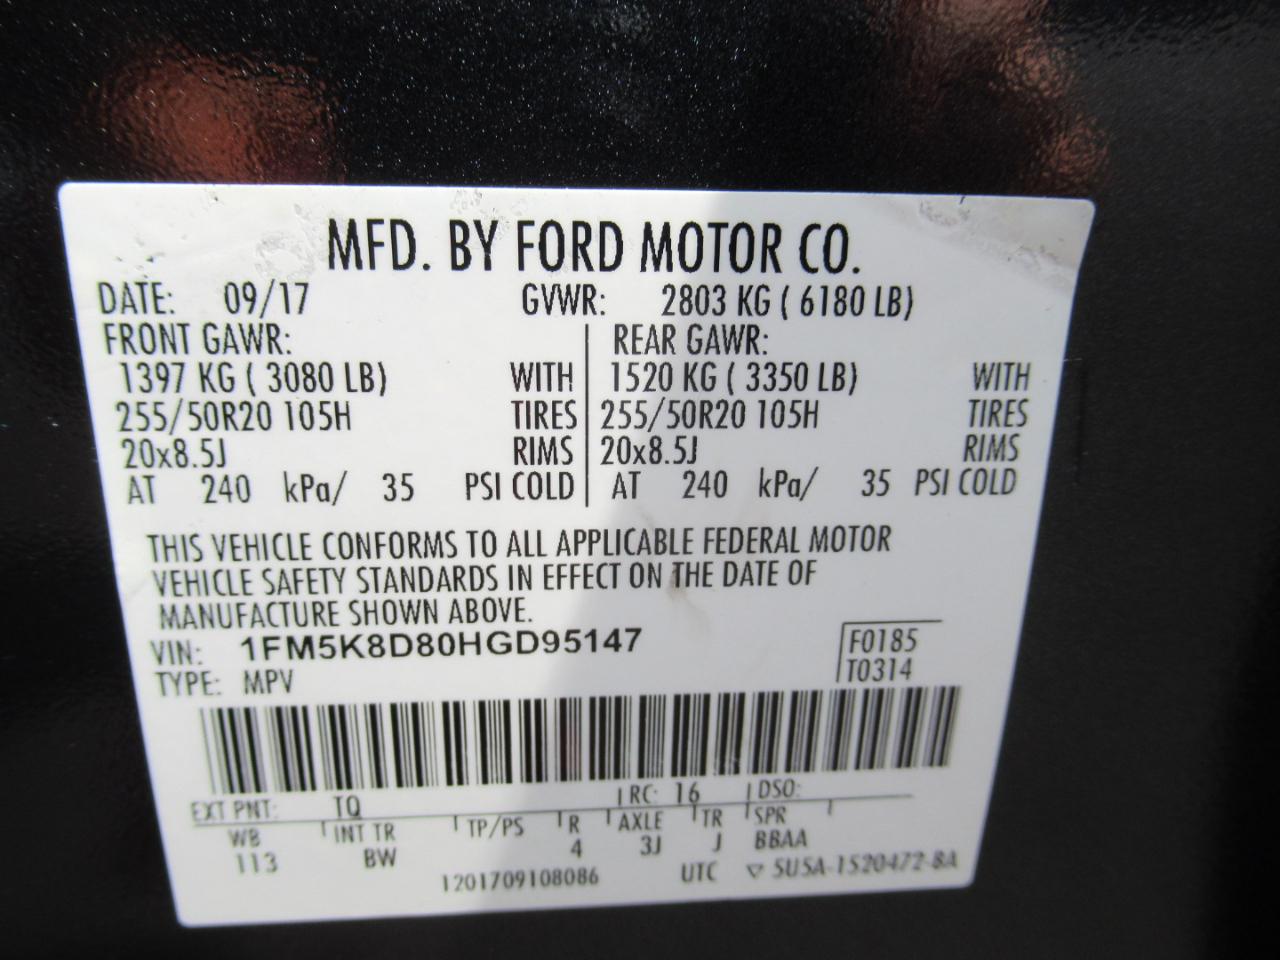 MFD. BY FORD MOTOR CO.
DATE: 09/17 GVWR: 2803 KG ( 6180 LB)
FRONT GAWR: REAR GAWR:
1397 KG ( 3080 LB) WITH 1520 KG ( 3350 LB) WITH
255/50R20 105H TIRES 255/50R20 105H TIRES
20x8.5J RIMS 20x8.5J RIMS
AT 240 kPa/ 35 PSI COLD AT 240 kPa/ 35 PSI COLD
THIS VEHICLE CONFORMS TO ALL APPLICABLE FEDERAL MOTOR
VEHICLE SAFETY STANDARDS IN EFFECT ON THE DATE OF
MANUFACTURE SHOWN ABOVE.
VIN: 1FM5K8D80HGD95147 F0185
TYPE: MPV T0314
EXT PNT: TQ RC: 16 DSO:
WB INT TR TP/PS R AXLE TR SPR
113 BW 4 3J J BBAA
1201709108086 UTC ▽ 5U5A-1520472-BA